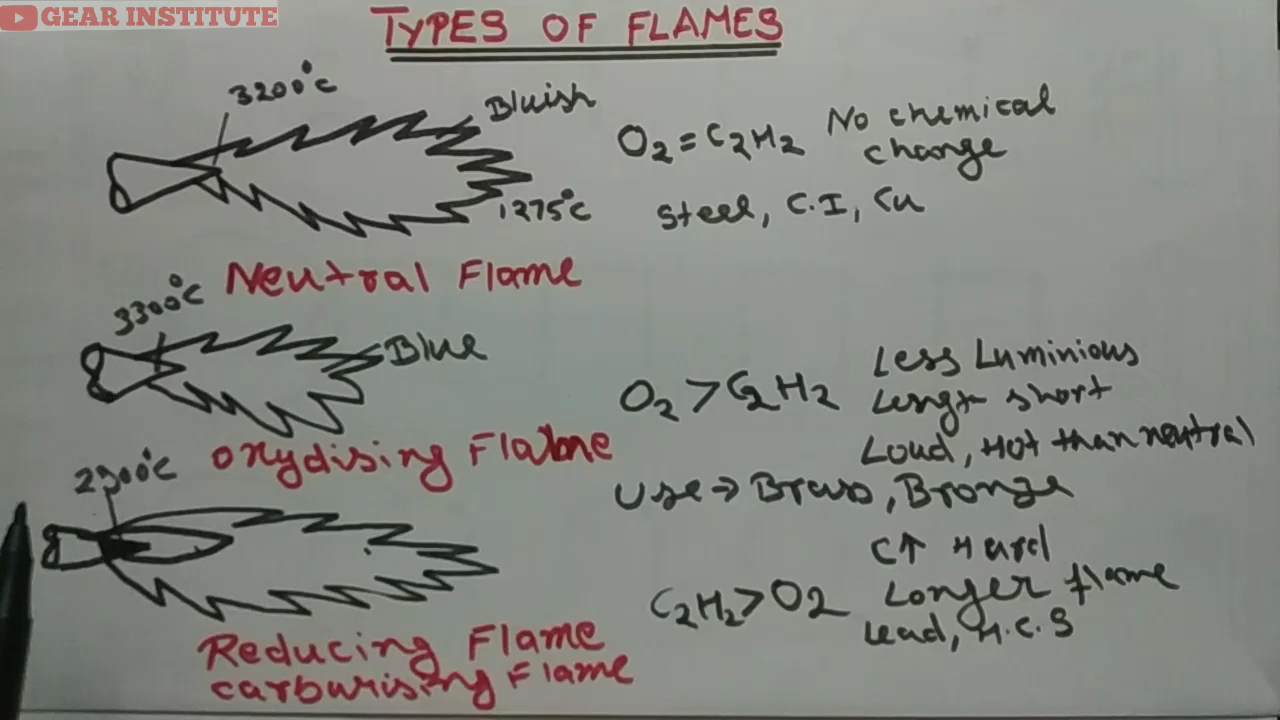 GEAR INSTITUTE
TYPES OF FLAMES
3200°C
Bluish
O2 = C2H2 No chemical
change
1275°C
Steel, C.I, Cu
Neutral Flame
3300°C
Blue
O2 > C2H2 Less Luminious
Length short
Loud, Hot than neutral
Oxydising Flame
Use → Brass, Bronze
2900°C
C↑ Hard
C2H2 > O2 Longer flame
Lead, H.C.S
Reducing Flame
carburising Flame